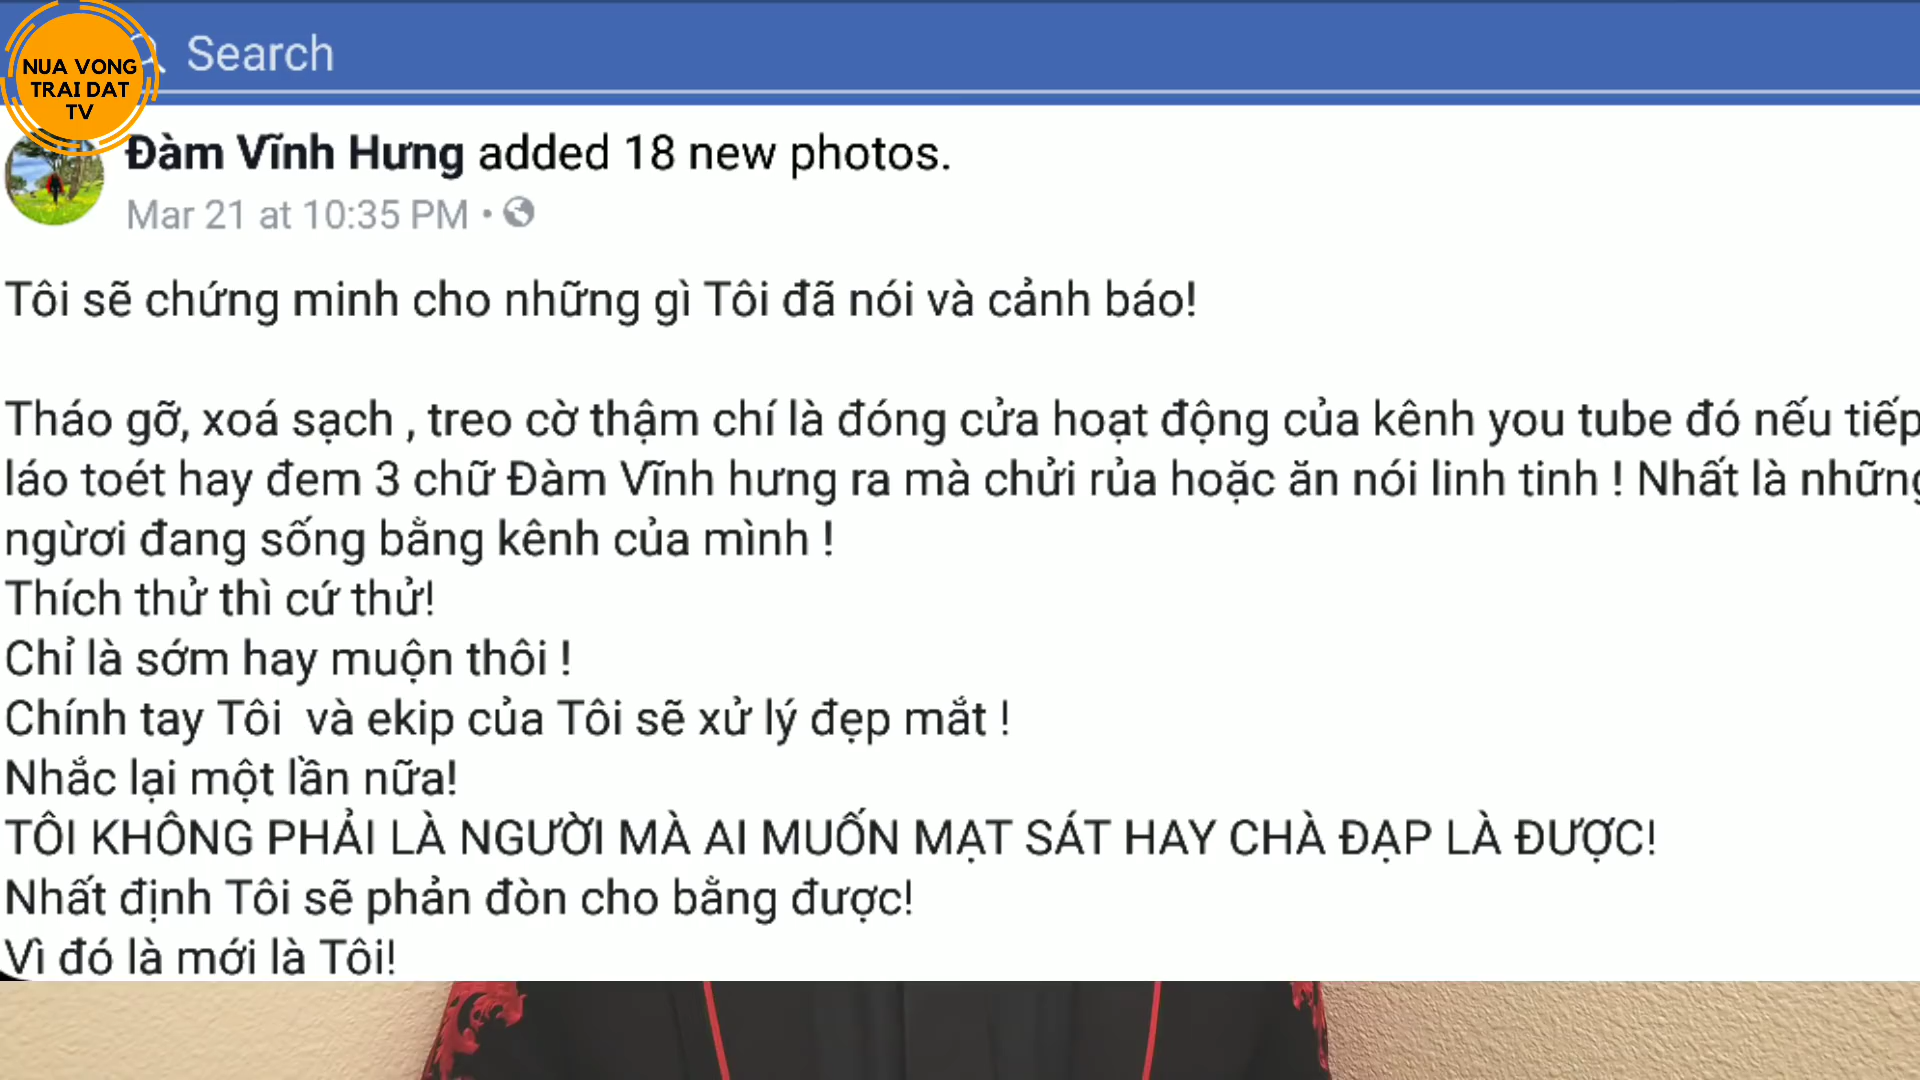 NUA VONG
TRAI DAT
TV
Search
Đàm Vĩnh Hưng added 18 new photos.
Mar 21 at 10:35 PM
Tôi sẽ chứng minh cho những gì Tôi đã nói và cảnh báo!
Tháo gỡ, xoá sạch , treo cờ thậm chí là đóng cửa hoạt động của kênh you tube đó nếu tiếp
láo toét hay đem 3 chữ Đàm Vĩnh hưng ra mà chửi rủa hoặc ăn nói linh tinh ! Nhất là những
ngừơi đang sống bằng kênh của mình !
Thích thử thì cứ thử!
Chỉ là sớm hay muộn thôi !
Chính tay Tôi và ekip của Tôi sẽ xử lý đẹp mắt !
Nhắc lại một lần nữa!
TÔI KHÔNG PHẢI LÀ NGƯỜI MÀ AI MUỐN MẠT SÁT HAY CHÀ ĐẠP LÀ ĐƯỢC!
Nhất định Tôi sẽ phản đòn cho bằng được!
Vì đó là mới là Tôi!